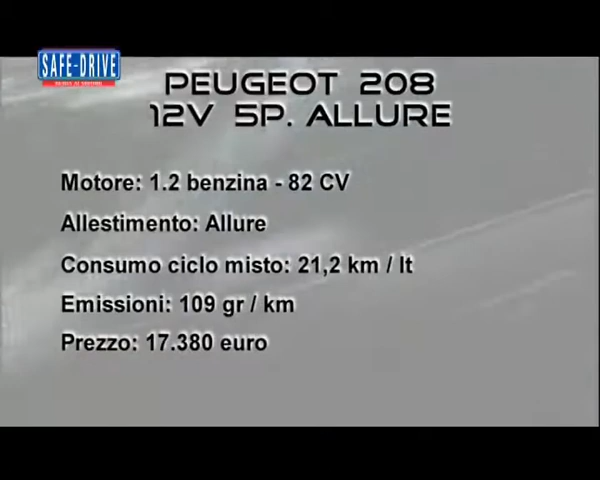 SAFE-DRIVE
PEUGEOT 208
12V 5P. ALLURE
Motore: 1.2 benzina - 82 CV
Allestimento: Allure
Consumo ciclo misto: 21,2 km / lt
Emissioni: 109 gr / km
Prezzo: 17.380 euro